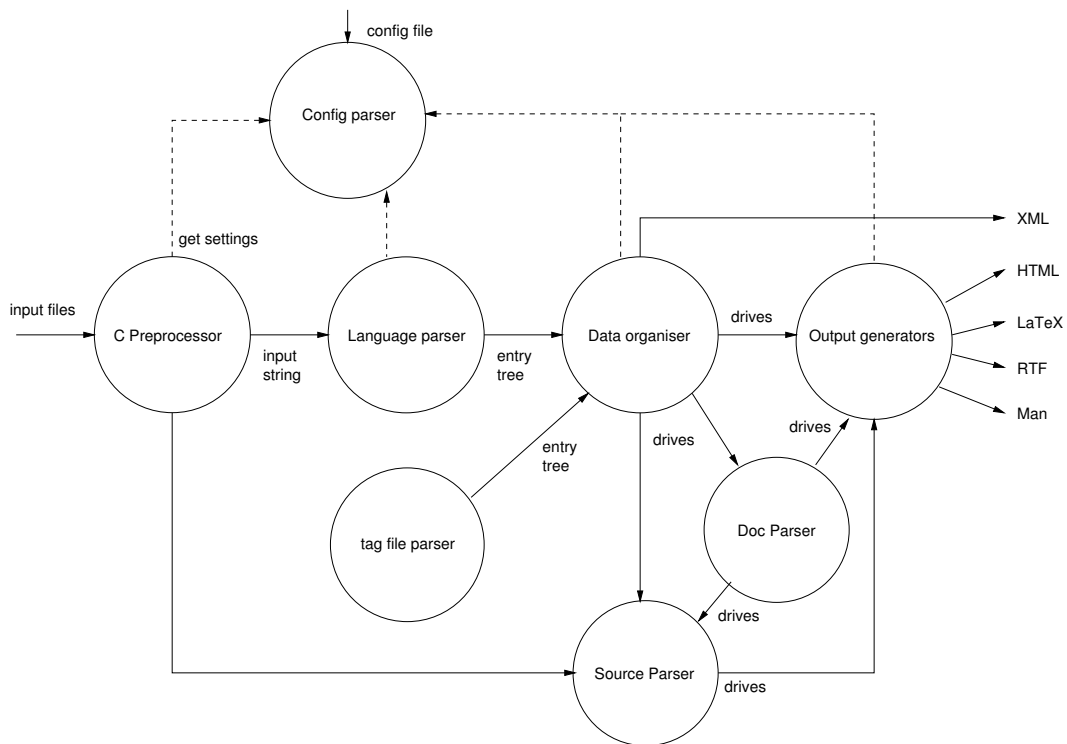 config file
Config parser
get settings
XML
HTML
input files
C Preprocessor
input
string
Language parser
entry
tree
Data organiser
drives
Output generators
LaTeX
RTF
Man
drives
drives
entry
tree
tag file parser
Doc Parser
drives
Source Parser
drives